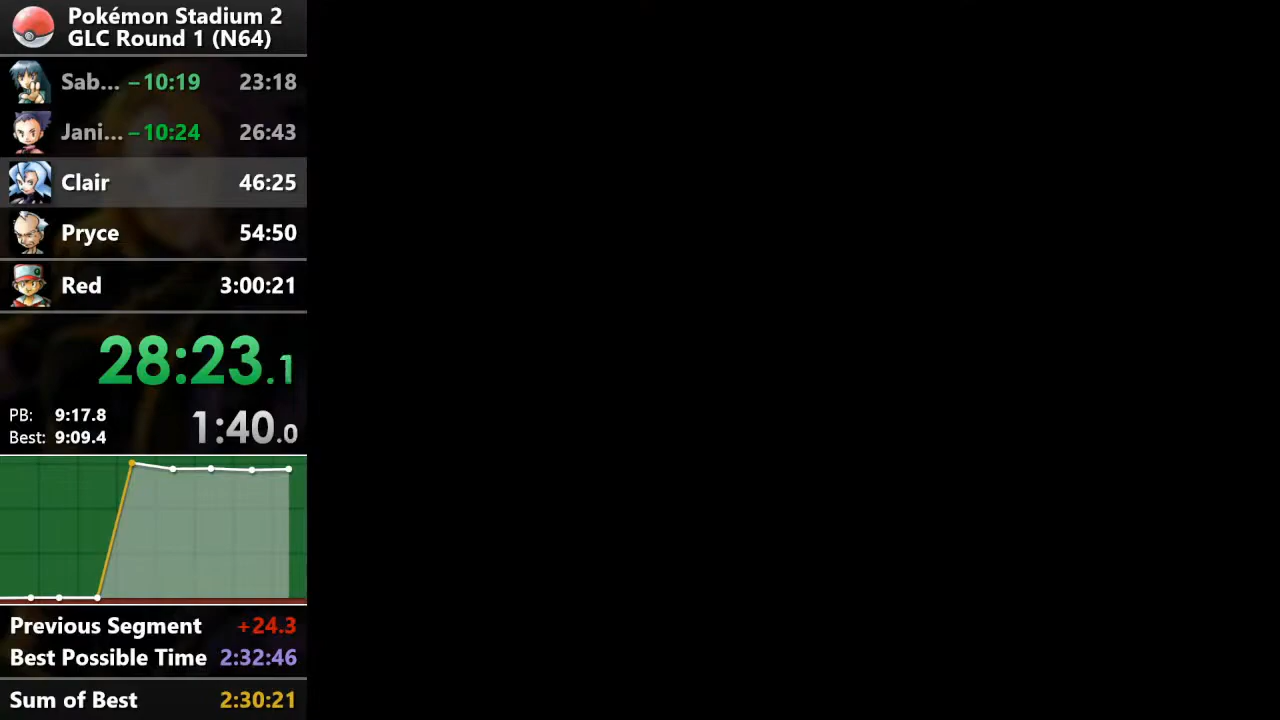 Pokémon Stadium 2
GLC Round 1 (N64)
Sab... −10:19 23:18
Jani... −10:24 26:43
Clair 46:25
Pryce 54:50
Red 3:00:21
28:23.1
PB: 9:17.8
Best: 9:09.4
1:40.0
Previous Segment +24.3
Best Possible Time 2:32:46
Sum of Best 2:30:21